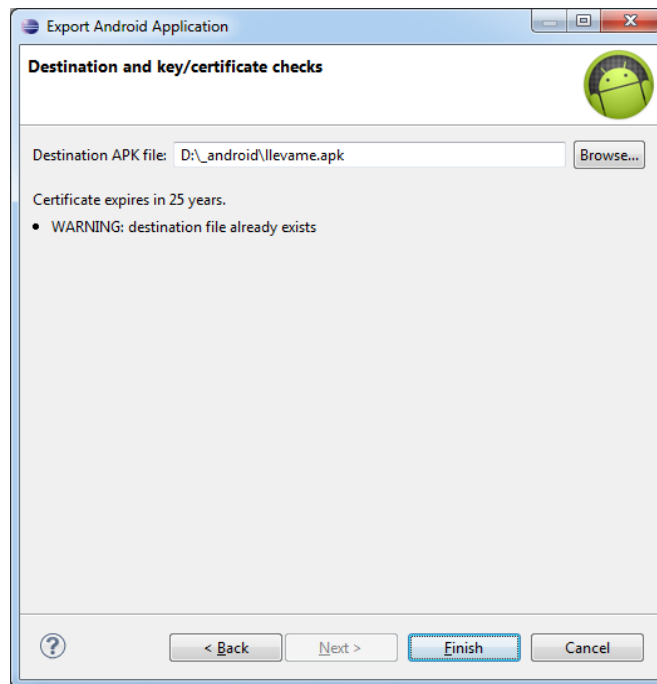 Export Android Application
Destination and key/certificate checks
Destination APK file: D:\_android\llevame.apk Browse...
Certificate expires in 25 years.
• WARNING: destination file already exists
? < Back Next > Finish Cancel